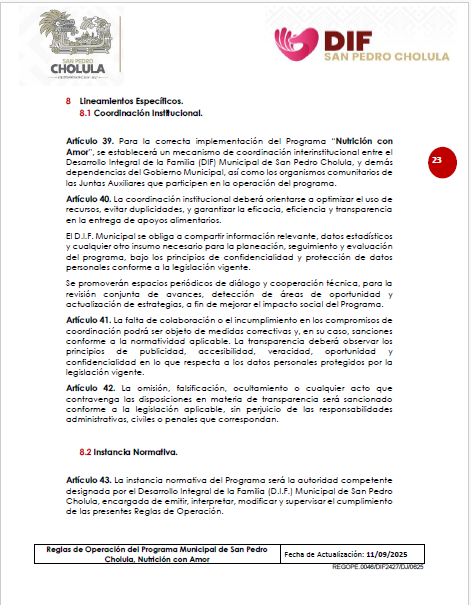 SAN PEDRO
CHOLULA
DIF
SAN PEDRO CHOLULA
8 Lineamientos Específicos.
8.1 Coordinación Institucional.
23
Artículo 39. Para la correcta implementación del Programa “Nutrición con
Amor”, se establecerá un mecanismo de coordinación interinstitucional entre el
Desarrollo Integral de la Familia (DIF) Municipal de San Pedro Cholula, y demás
dependencias del Gobierno Municipal, así como los organismos comunitarios de
las Juntas Auxiliares que participen en la operación del programa.
Artículo 40. La coordinación institucional deberá orientarse a optimizar el uso de
recursos, evitar duplicidades, y garantizar la eficacia, eficiencia y transparencia
en la entrega de apoyos alimentarios.
El D.I.F. Municipal se obliga a compartir información relevante, datos estadísticos
y cualquier otro insumo necesario para la planeación, seguimiento y evaluación
del programa, bajo los principios de confidencialidad y protección de datos
personales conforme a la legislación vigente.
Se promoverán espacios periódicos de diálogo y cooperación técnica, para la
revisión conjunta de avances, detección de áreas de oportunidad y
actualización de estrategias, a fin de mejorar el impacto social del Programa.
Artículo 41. La falta de colaboración o el incumplimiento en los compromisos de
coordinación podrá ser objeto de medidas correctivas y, en su caso, sanciones
conforme a la normatividad aplicable. La transparencia deberá observar los
principios de publicidad, accesibilidad, veracidad, oportunidad y
confidencialidad en lo que respecta a los datos personales protegidos por la
legislación vigente.
Artículo 42. La omisión, falsificación, ocultamiento o cualquier acto que
contravenga las disposiciones en materia de transparencia será sancionado
conforme a la legislación aplicable, sin perjuicio de las responsabilidades
administrativas, civiles o penales que correspondan.
8.2 Instancia Normativa.
Artículo 43. La instancia normativa del Programa será la autoridad competente
designada por el Desarrollo Integral de la Familia (D.I.F.) Municipal de San Pedro
Cholula, encargada de emitir, interpretar, modificar y supervisar el cumplimiento
de las presentes Reglas de Operación.
Reglas de Operación del Programa Municipal de San Pedro
Cholula, Nutrición con Amor
Fecha de Actualización: 11/09/2025
REGOPE.0046/DIF2427/DJ/0825